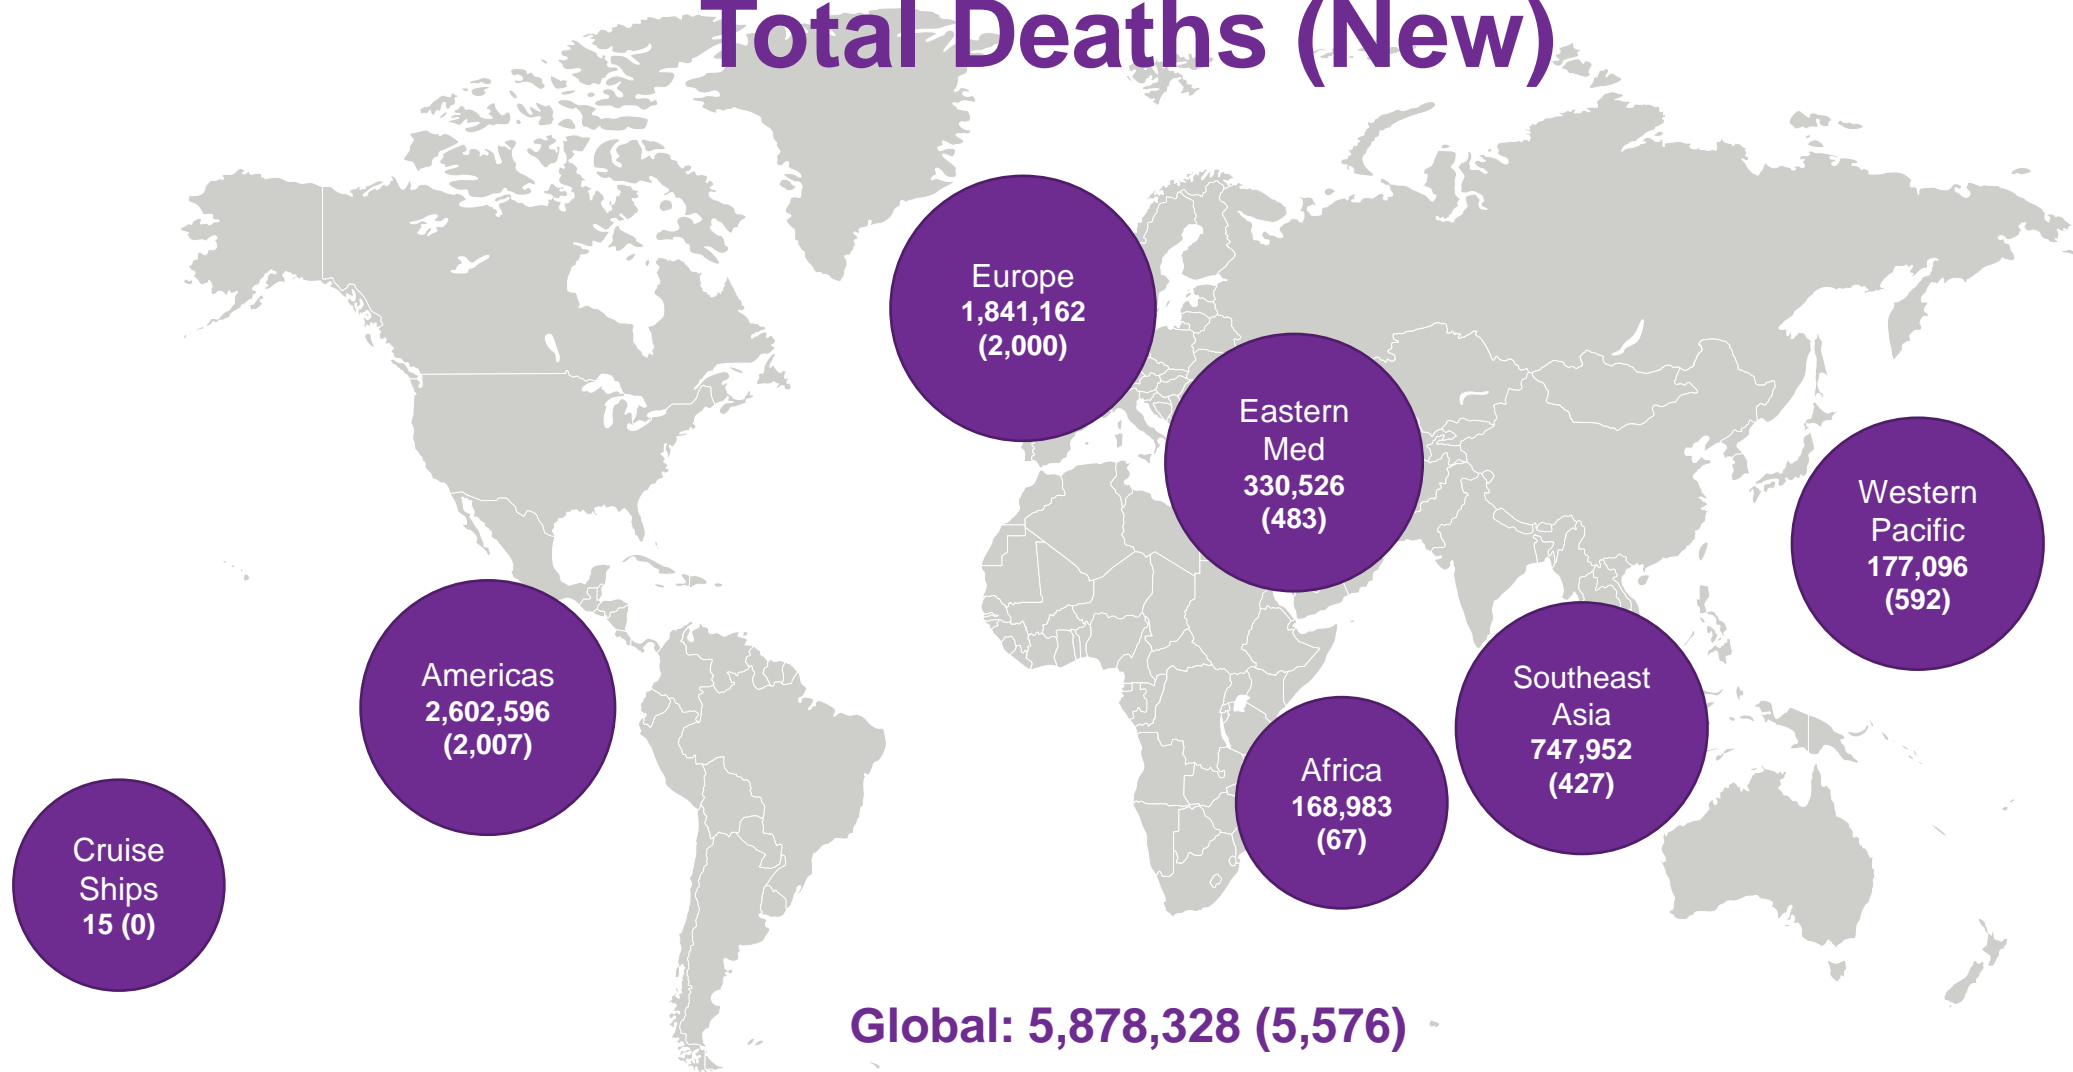 Total Deaths (New)
Europe
1,841,162
(2,000)
Eastern
Med
330,526
(483)
Western
Pacific
177,096
(592)
Americas
2,602,596
(2,007)
Southeast
Asia
747,952
(427)
Africa
168,983
(67)
Cruise
Ships
15 (0)
Global: 5,878,328 (5,576)